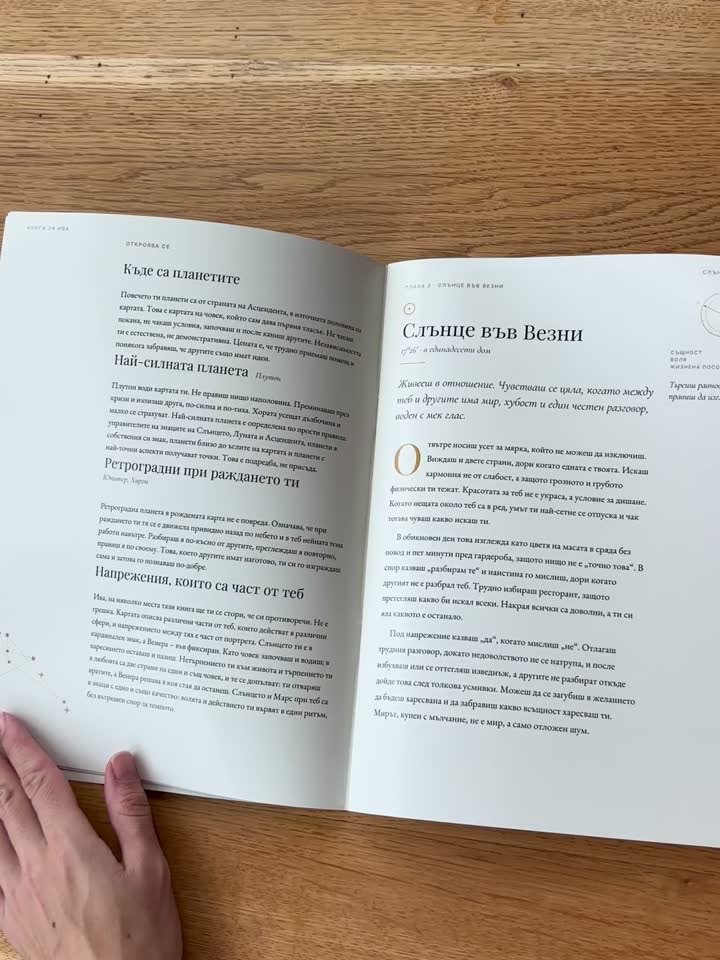 КНИГА ЗА ИВА
ОТКРОЯВА СЕ
Къде са планетите
Повечето ти планети са от страната на Асцендента, в източната половина на
картата. Това е картата на човек, който сам дава първия тласък. Не чакаш
покана, не чакаш условия, започваш и после каниш другите. Независимостта
ти е естествена, не демонстративна. Цената е, че трудно приемаш помощ и
понякога забравяш, че другите също имат идеи.
Най-силната планета Плутон
Плутон води картата ти. Не правиш нищо наполовина. Преминаваш през
кризи и излизаш друга, по-силна и по-тиха. Хората усещат дълбочина и
малко се страхуват. Най-силната планета е определена по прости правила:
управителите на знаците на Слънцето, Луната и Асцендента, планети в
собствения си знак, планети близо до ъглите на картата и планети с
най-точни аспекти получават точки. Това е подредба, не присъда.
Ретроградни при раждането ти
Юпитер, Хирон
Ретроградна планета в рождената карта не е повреда. Означава, че при
раждането ти тя се е движела привидно назад по небето и в теб нейната тема
работи навътре. Разбираш я по-късно от другите, преглеждаш я повторно,
правиш я по своему. Това, което другите имат наготово, ти си го изграждаш
сама и затова го познаваш по-добре.
Напрежения, които са част от теб
Ива, на няколко места тази книга ще ти се стори, че си противоречи. Не е
грешка. Картата описва различни части от теб, които действат в различни
сфери, и напрежението между тях е част от портрета. Слънцето ти е в
кардинален знак, а Венера – във фиксиран. Като човек започваш и водиш; в
харесването оставаш и пазиш. Нетърпението ти към живота и търпението ти
в любовта са две страни на един и същ човек, и те се допълват: ти отваряш
вратите, а Венера решава в коя стая да останеш. Слънцето и Марс при теб са
в знаци с едно и също качество: волята и действието ти вървят в един ритъм,
без вътрешен спор за темпото.
ГЛАВА 2 СЛЪНЦЕ ВЪВ ВЕЗНИ
Слънце във Везни
17°26′ · в единадесети дом
Живееш в отношение. Чувстваш се цяла, когато между
теб и другите има мир, хубост и един честен разговор,
воден с мек глас.
Отвътре носиш усет за мярка, който не можеш да изключиш.
Виждаш и двете страни, дори когато едната е твоята. Искаш
хармония не от слабост, а защото грозното и грубото
физически ти тежат. Красотата за теб не е украса, а условие за дишане.
Когато нещата около теб са в ред, умът ти най-сетне се отпуска и чак
тогава чуваш какво искаш ти.
В обикновен ден това изглежда като цветя на масата в сряда без
повод и пет минути пред гардероба, защото нищо не е „точно това“. В
спор казваш „разбирам те“ и наистина го мислиш, дори когато
другият не е разбрал теб. Трудно избираш ресторант, защото
претегляш какво би искал всеки. Накрая всички са доволни, а ти си
яла каквото е останало.
Под напрежение казваш „да“, когато мислиш „не“. Отлагаш
трудния разговор, докато недоволството не се натрупа, и после
избухваш или се оттегляш изведнъж, а другите не разбират откъде
дойде това след толкова усмивки. Можеш да се загубиш в желанието
да бъдеш харесвана и да забравиш какво всъщност харесваш ти.
Мирът, купен с мълчание, не е мир, а само отложен шум.
СЪЩНОСТ
ВОЛЯ
Търсиш
правиш да